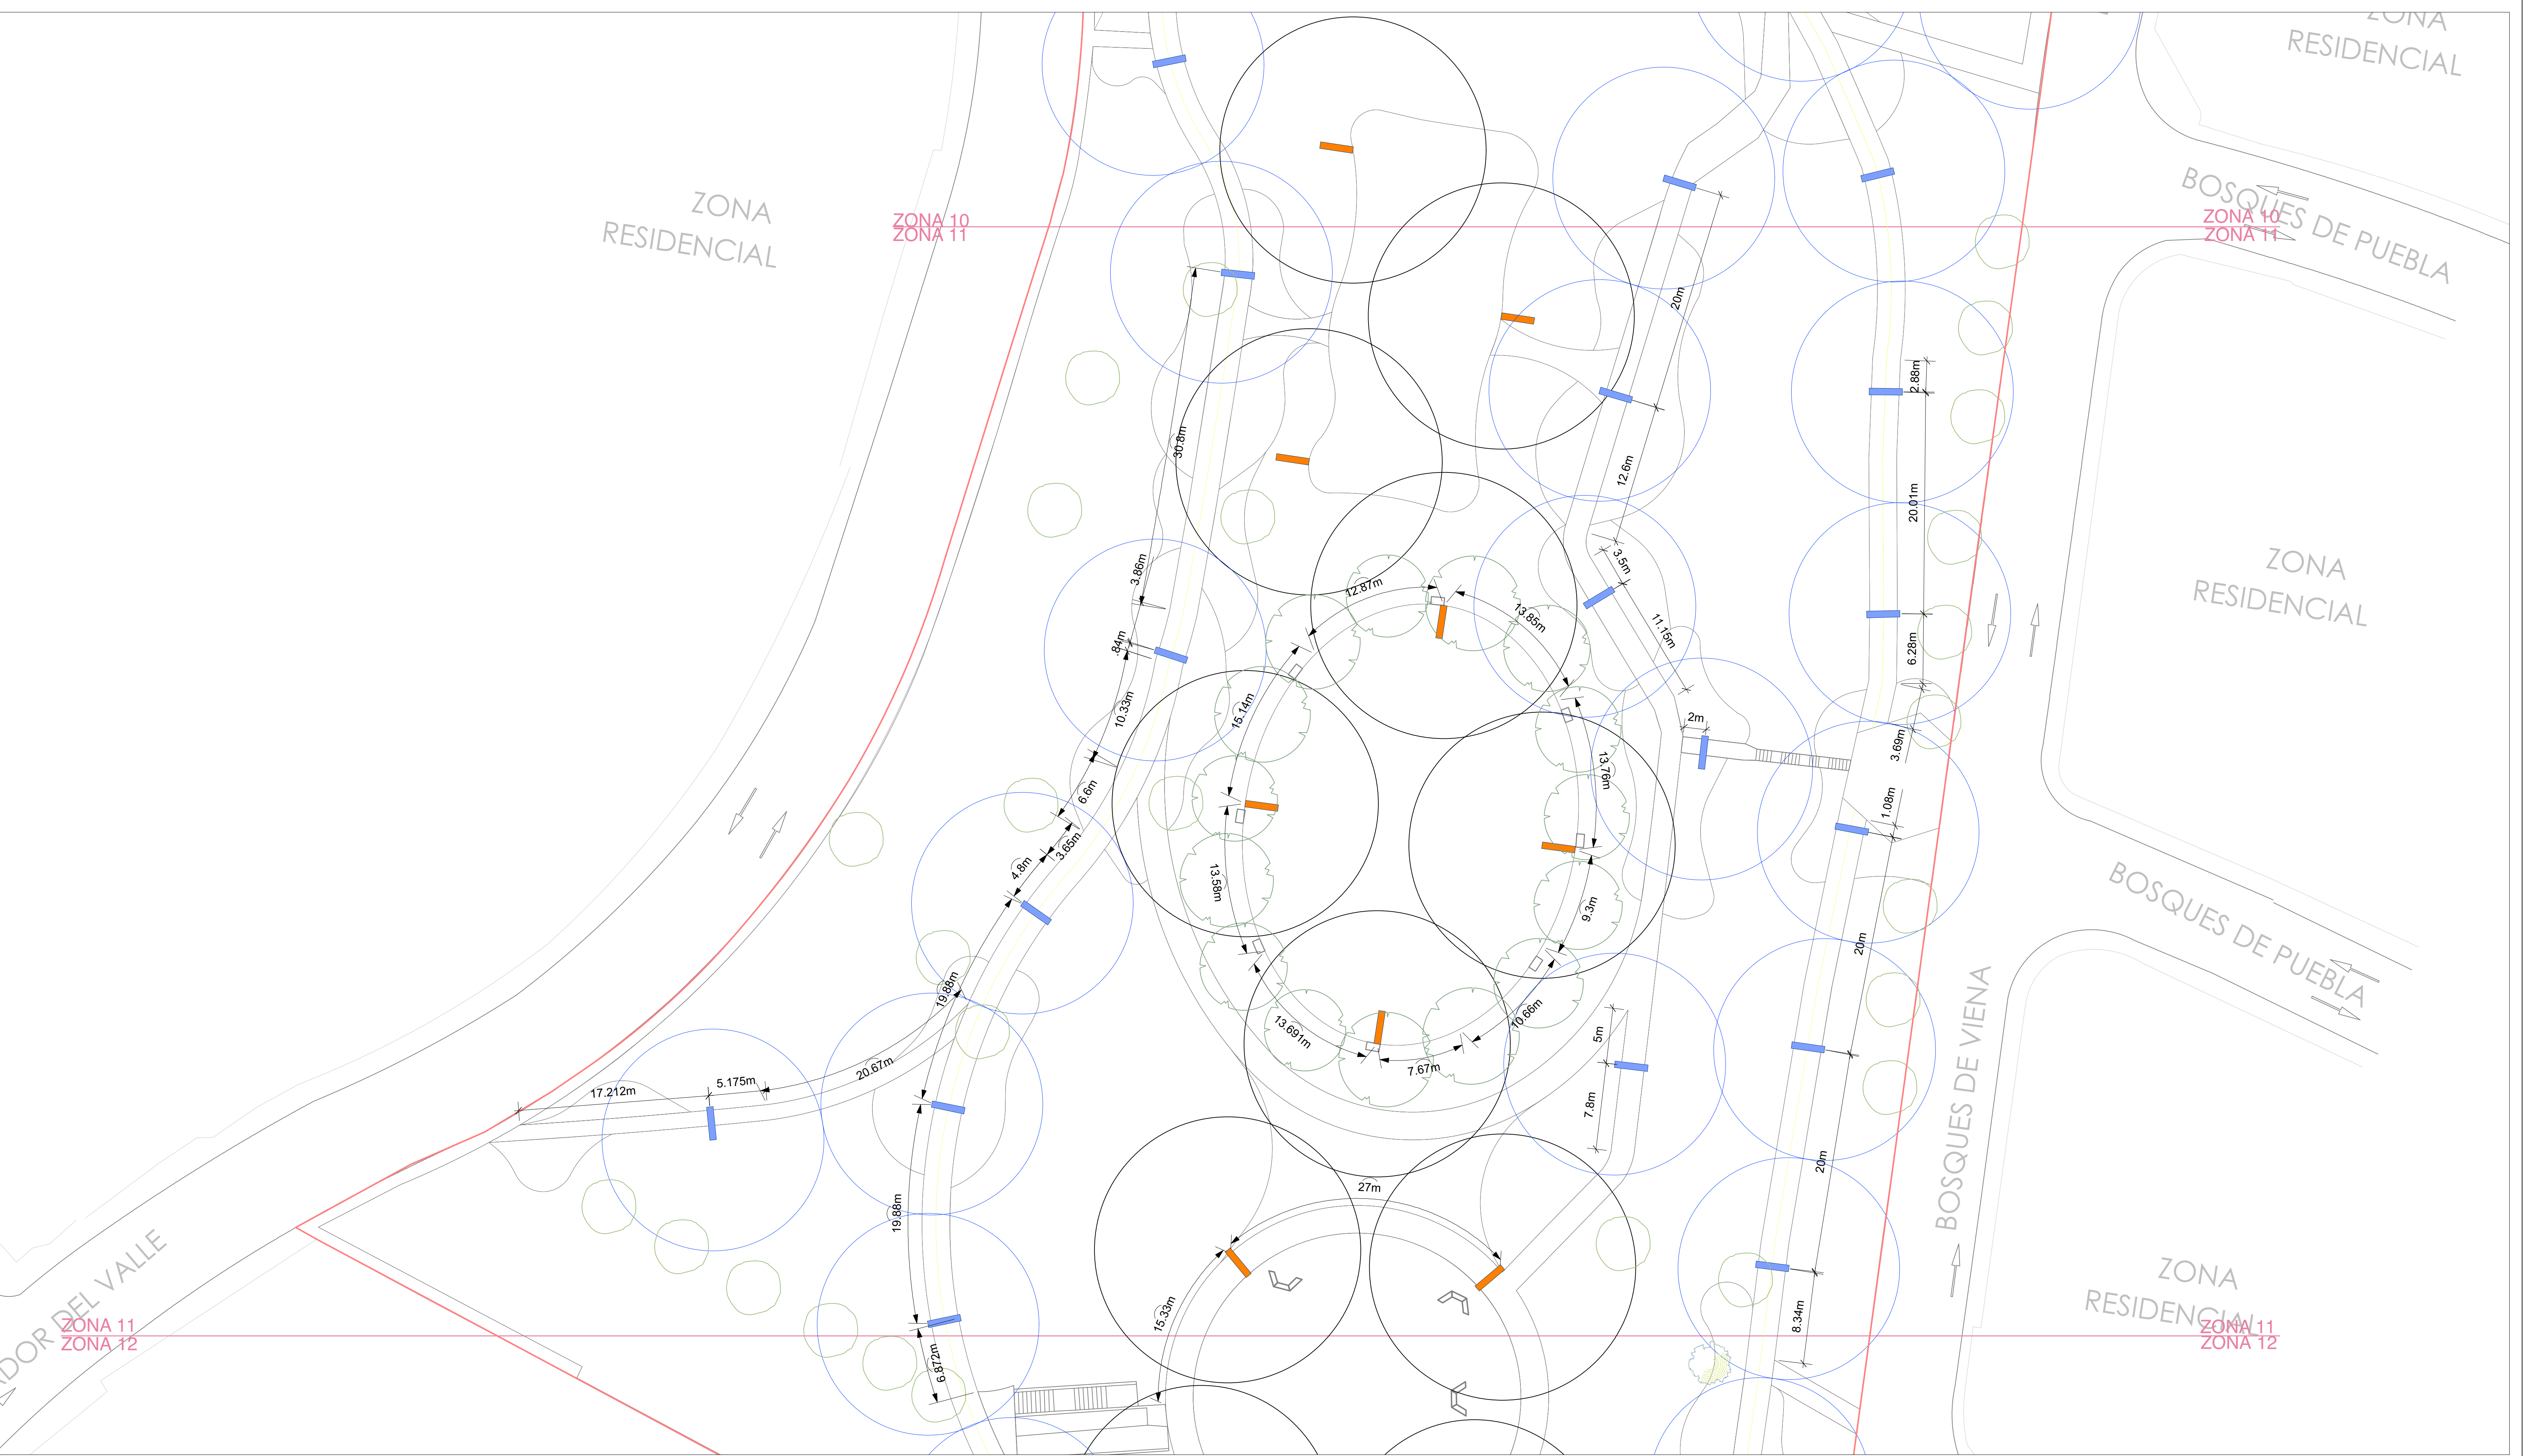 ZONA
RESIDENCIAL
ZONA
RESIDENCIAL
BOSQUES DE PUEBLA
ZONA 10
ZONA 11
ZONA 10
ZONA 11
20m
2.88m
30.8m
12.6m
20.01m
3.86m
12.87m
13.85m
3.5m
11.15m
ZONA
RESIDENCIAL
.84m
6.28m
10.33m
15.14m
2m
3.69m
13.76m
6.6m
1.08m
3.65m
4.8m
13.58m
9.3m
20m
BOSQUES DE PUEBLA
19.88m
13.691m
10.66m
5m
BOSQUES DE VIENA
20.67m
7.67m
5.175m
17.212m
7.8m
20m
27m
19.88m
ZONA
RESIDENCIAL
15.33m
8.34m
ADOR DEL VALLE
ZONA 11
ZONA 12
ZONA 11
ZONA 12
6.872m